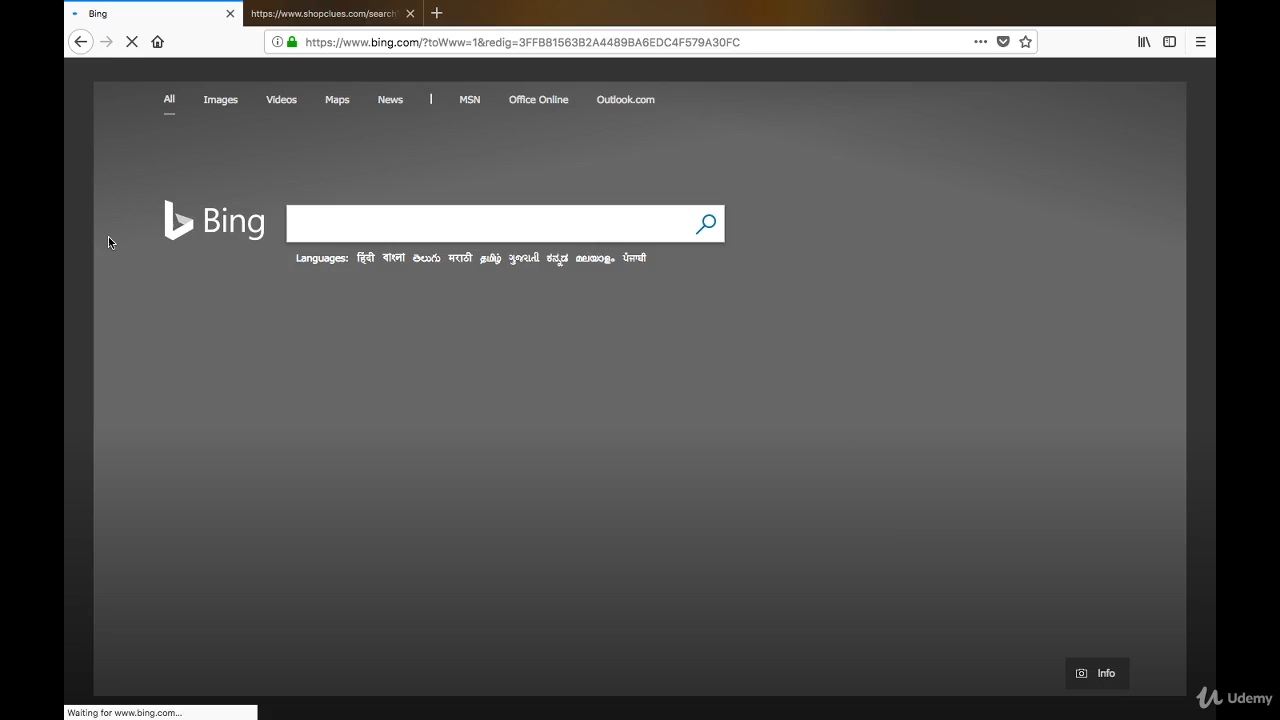 Bing
https://www.shopclues.com/search?
https://www.bing.com/?toWww=1&redig=3FFB81563B2A4489BA6EDC4F579A30FC
All Images Videos Maps News | MSN Office Online Outlook.com
Bing
Languages: हिंदी বাংলা తెలుగు मराठी தமிழ் ગુજરાતી ಕನ್ನಡ മലയാളം ਪੰਜਾਬੀ
Info
Waiting for www.bing.com...
Udemy